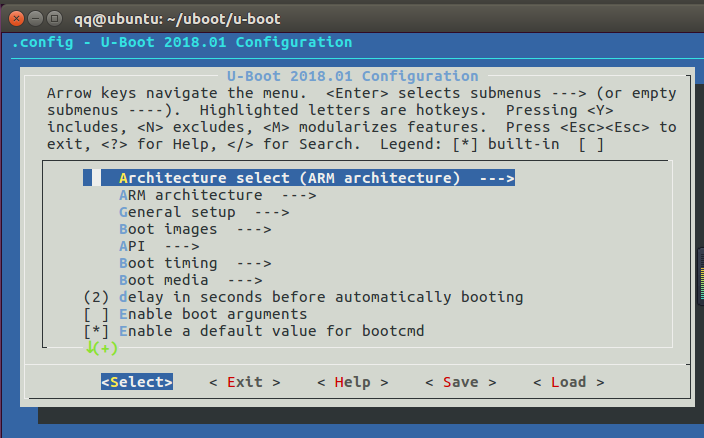 qq@ubuntu: ~/uboot/u-boot
.config - U-Boot 2018.01 Configuration
U-Boot 2018.01 Configuration
Arrow keys navigate the menu.  <Enter> selects submenus ---> (or empty
submenus ----).  Highlighted letters are hotkeys.  Pressing <Y>
includes, <N> excludes, <M> modularizes features.  Press <Esc><Esc> to
exit, <?> for Help, </> for Search.  Legend: [*] built-in  [ ]
Architecture select (ARM architecture)  --->
ARM architecture  --->
General setup  --->
Boot images  --->
API  --->
Boot timing  --->
Boot media  --->
(2) delay in seconds before automatically booting
[ ] Enable boot arguments
[*] Enable a default value for bootcmd
↓(+)
<Select>    < Exit >    < Help >    < Save >    < Load >